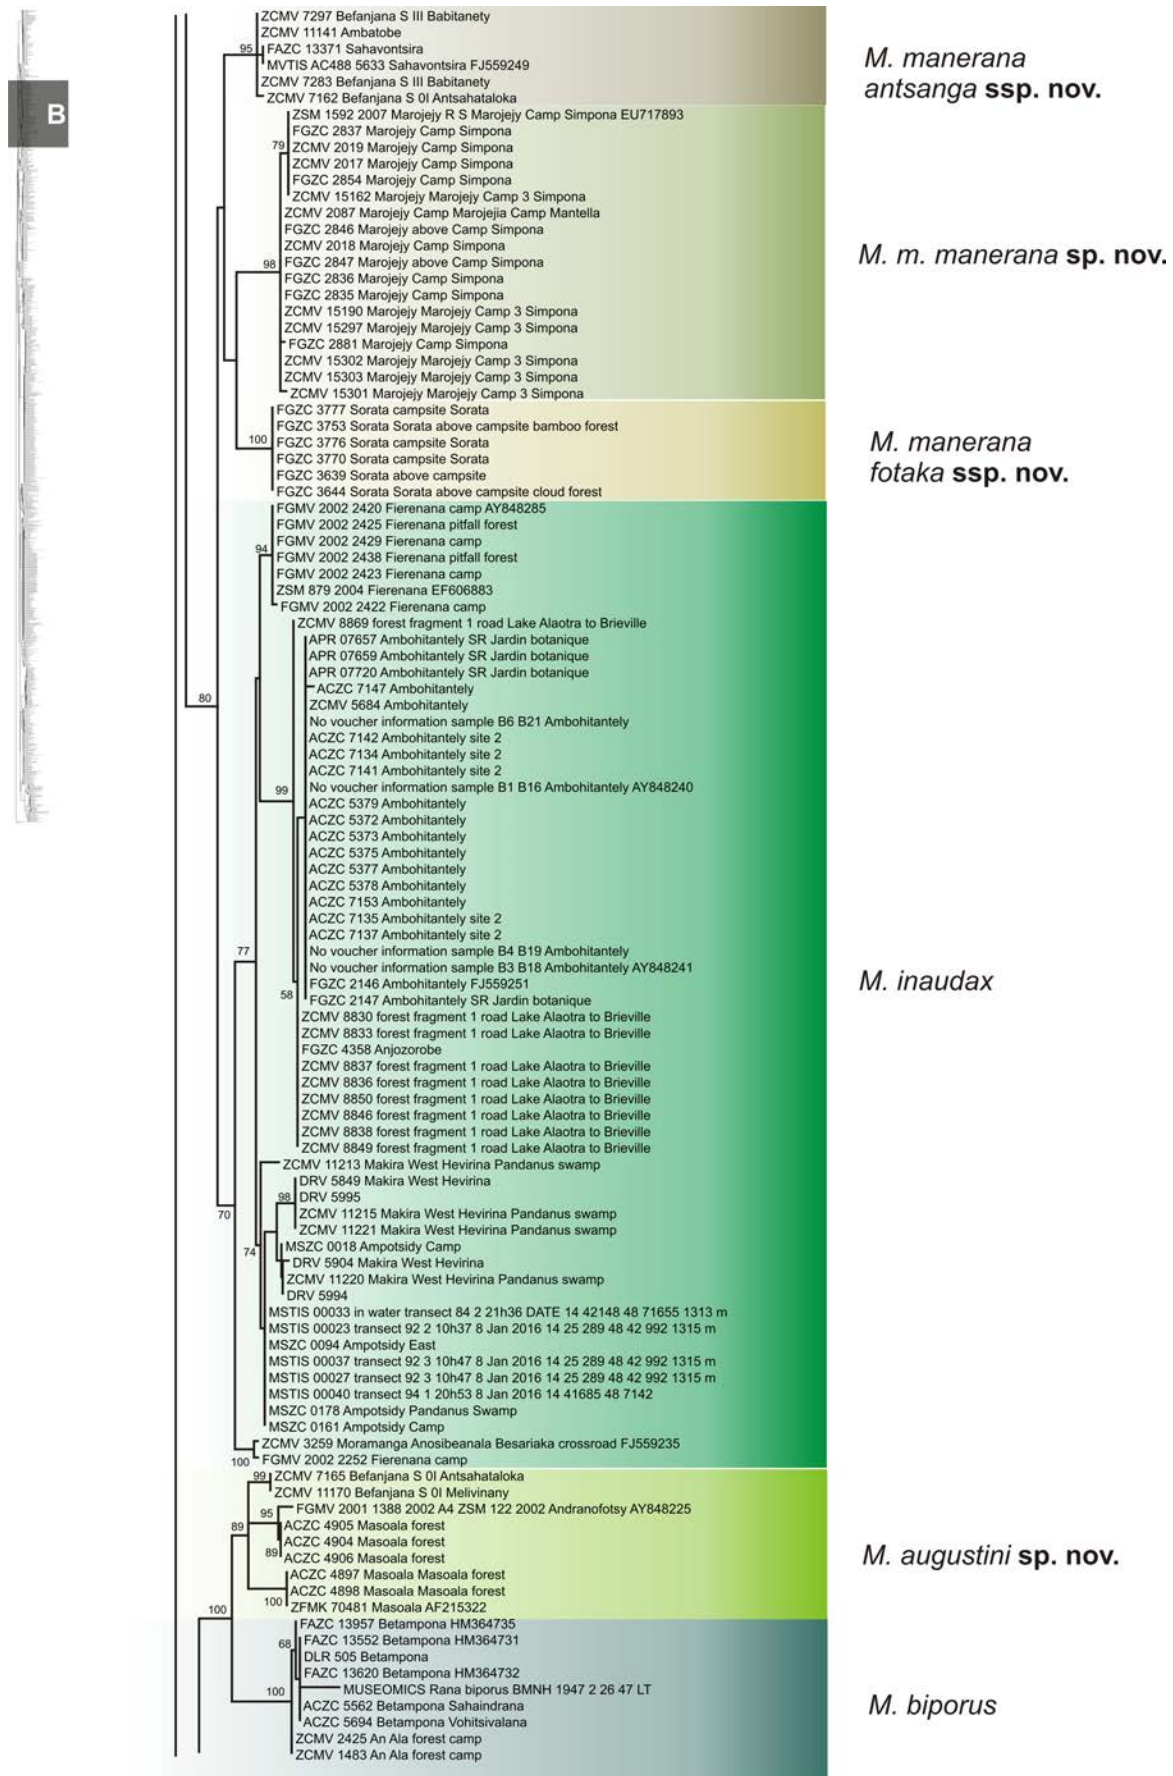 B
ZCMV 7297 Befanjana S III Babitanety
ZCMV 11141 Ambatobe
95
FAZC 13371 Sahavontsira
MVTIS AC488 5633 Sahavontsira FJ559249
ZCMV 7283 Befanjana S III Babitanety
ZCMV 7162 Befanjana S 0I Antsahataloka
M. manerana
antsanga ssp. nov.
ZSM 1592 2007 Marojejy R S Marojejy Camp Simpona EU717893
FGZC 2837 Marojejy Camp Simpona
79
ZCMV 2019 Marojejy Camp Simpona
ZCMV 2017 Marojejy Camp Simpona
FGZC 2854 Marojejy Camp Simpona
ZCMV 15162 Marojejy Marojejy Camp 3 Simpona
ZCMV 2087 Marojejy Camp Marojejia Camp Mantella
FGZC 2846 Marojejy above Camp Simpona
ZCMV 2018 Marojejy Camp Simpona
98
FGZC 2847 Marojejy above Camp Simpona
FGZC 2836 Marojejy Camp Simpona
FGZC 2835 Marojejy Camp Simpona
ZCMV 15190 Marojejy Marojejy Camp 3 Simpona
ZCMV 15297 Marojejy Marojejy Camp 3 Simpona
FGZC 2881 Marojejy Camp Simpona
ZCMV 15302 Marojejy Marojejy Camp 3 Simpona
ZCMV 15303 Marojejy Marojejy Camp 3 Simpona
ZCMV 15301 Marojejy Marojejy Camp 3 Simpona
M. m. manerana sp. nov.
FGZC 3777 Sorata campsite Sorata
FGZC 3753 Sorata Sorata above campsite bamboo forest
100
FGZC 3776 Sorata campsite Sorata
FGZC 3770 Sorata campsite Sorata
FGZC 3639 Sorata above campsite
FGZC 3644 Sorata Sorata above campsite cloud forest
M. manerana
fotaka ssp. nov.
FGMV 2002 2420 Fierenana camp AY848285
FGMV 2002 2425 Fierenana pitfall forest
94
FGMV 2002 2429 Fierenana camp
FGMV 2002 2438 Fierenana pitfall forest
FGMV 2002 2423 Fierenana camp
ZSM 879 2004 Fierenana EF606883
FGMV 2002 2422 Fierenana camp
ZCMV 8869 forest fragment 1 road Lake Alaotra to Brieville
APR 07657 Ambohitantely SR Jardin botanique
APR 07659 Ambohitantely SR Jardin botanique
APR 07720 Ambohitantely SR Jardin botanique
ACZC 7147 Ambohitantely
80
ZCMV 5684 Ambohitantely
No voucher information sample B6 B21 Ambohitantely
ACZC 7142 Ambohitantely site 2
ACZC 7134 Ambohitantely site 2
ACZC 7141 Ambohitantely site 2
99
No voucher information sample B1 B16 Ambohitantely AY848240
ACZC 5379 Ambohitantely
ACZC 5372 Ambohitantely
ACZC 5373 Ambohitantely
ACZC 5375 Ambohitantely
ACZC 5377 Ambohitantely
ACZC 5378 Ambohitantely
ACZC 7153 Ambohitantely
ACZC 7135 Ambohitantely site 2
ACZC 7137 Ambohitantely site 2
77
No voucher information sample B4 B19 Ambohitantely
No voucher information sample B3 B18 Ambohitantely AY848241
FGZC 2146 Ambohitantely FJ559251
58
FGZC 2147 Ambohitantely SR Jardin botanique
M. inaudax
ZCMV 8830 forest fragment 1 road Lake Alaotra to Brieville
ZCMV 8833 forest fragment 1 road Lake Alaotra to Brieville
FGZC 4358 Anjozorobe
ZCMV 8837 forest fragment 1 road Lake Alaotra to Brieville
ZCMV 8836 forest fragment 1 road Lake Alaotra to Brieville
ZCMV 8850 forest fragment 1 road Lake Alaotra to Brieville
ZCMV 8846 forest fragment 1 road Lake Alaotra to Brieville
ZCMV 8838 forest fragment 1 road Lake Alaotra to Brieville
ZCMV 8849 forest fragment 1 road Lake Alaotra to Brieville
ZCMV 11213 Makira West Hevirina Pandanus swamp
DRV 5849 Makira West Hevirina
98
DRV 5995
70
ZCMV 11215 Makira West Hevirina Pandanus swamp
ZCMV 11221 Makira West Hevirina Pandanus swamp
74
MSZC 0018 Ampotsidy Camp
DRV 5904 Makira West Hevirina
ZCMV 11220 Makira West Hevirina Pandanus swamp
DRV 5994
MSTIS 00033 in water transect 84 2 21h36 DATE 14 42148 48 71655 1313 m
MSTIS 00023 transect 92 2 10h37 8 Jan 2016 14 25 289 48 42 992 1315 m
MSZC 0094 Ampotsidy East
MSTIS 00037 transect 92 3 10h47 8 Jan 2016 14 25 289 48 42 992 1315 m
MSTIS 00027 transect 92 3 10h47 8 Jan 2016 14 25 289 48 42 992 1315 m
MSTIS 00040 transect 94 1 20h53 8 Jan 2016 14 41685 48 7142
MSZC 0178 Ampotsidy Pandanus Swamp
MSZC 0161 Ampotsidy Camp
ZCMV 3259 Moramanga Anosibeanala Besariaka crossroad FJ559235
100
FGMV 2002 2252 Fierenana camp
99
ZCMV 7165 Befanjana S 0I Antsahataloka
ZCMV 11170 Befanjana S 0I Melivinany
95
FGMV 2001 1388 2002 A4 ZSM 122 2002 Andranofotsy AY848225
89
ACZC 4905 Masoala forest
ACZC 4904 Masoala forest
89
ACZC 4906 Masoala forest
ACZC 4897 Masoala Masoala forest
ACZC 4898 Masoala Masoala forest
100
ZFMK 70481 Masoala AF215322
M. augustini sp. nov.
100
FAZC 13957 Betampona HM364735
68
FAZC 13552 Betampona HM364731
DLR 505 Betampona
FAZC 13620 Betampona HM364732
100
MUSEOMICS Rana biporus BMNH 1947 2 26 47 LT
ACZC 5562 Betampona Sahaindrana
ACZC 5694 Betampona Vohitsivalana
ZCMV 2425 An Ala forest camp
ZCMV 1483 An Ala forest camp
M. biporus